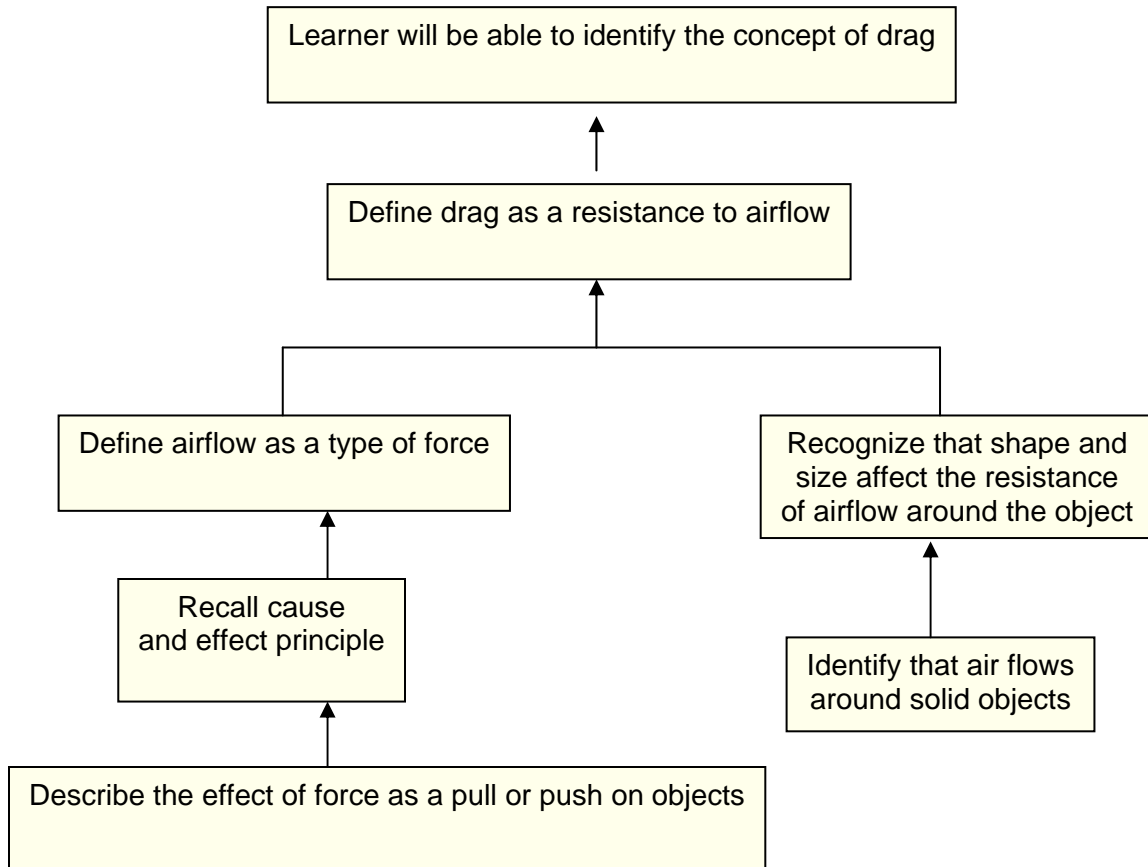 Learner will be able to identify the concept of drag
Define drag as a resistance to airflow
Define airflow as a type of force
Recognize that shape and
size affect the resistance
of airflow around the object
Recall cause
and effect principle
Identify that air flows
around solid objects
Describe the effect of force as a pull or push on objects